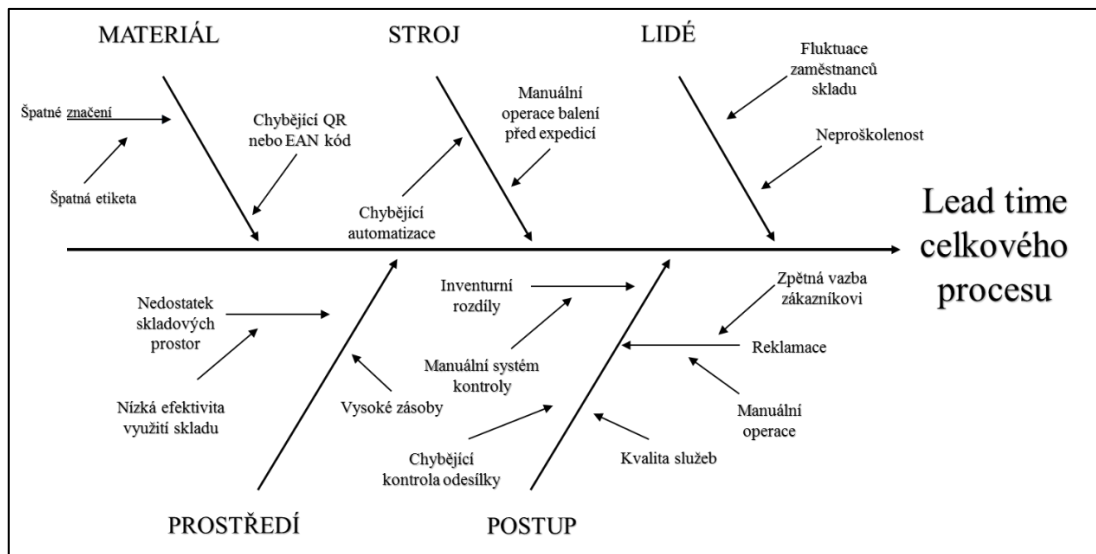 MATERIÁL
STROJ
LIDÉ
Fluktuace
zaměstnanců
skladu
Manuální
operace balení
před expedicí
Špatné značení
Chybějící QR
nebo EAN kód
Neproškolenost
Špatná etiketa
Chybějící
automatizace
Lead time
celkového
procesu
Nedostatek
skladových
prostor
Inventurní
rozdíly
Zpětná vazba
zákazníkovi
Reklamace
Manuální systém
kontroly
Nízká efektivita
využití skladu
Vysoké zásoby
Manuální
operace
Chybějící
kontrola odesílky
Kvalita služeb
PROSTŘEDÍ
POSTUP